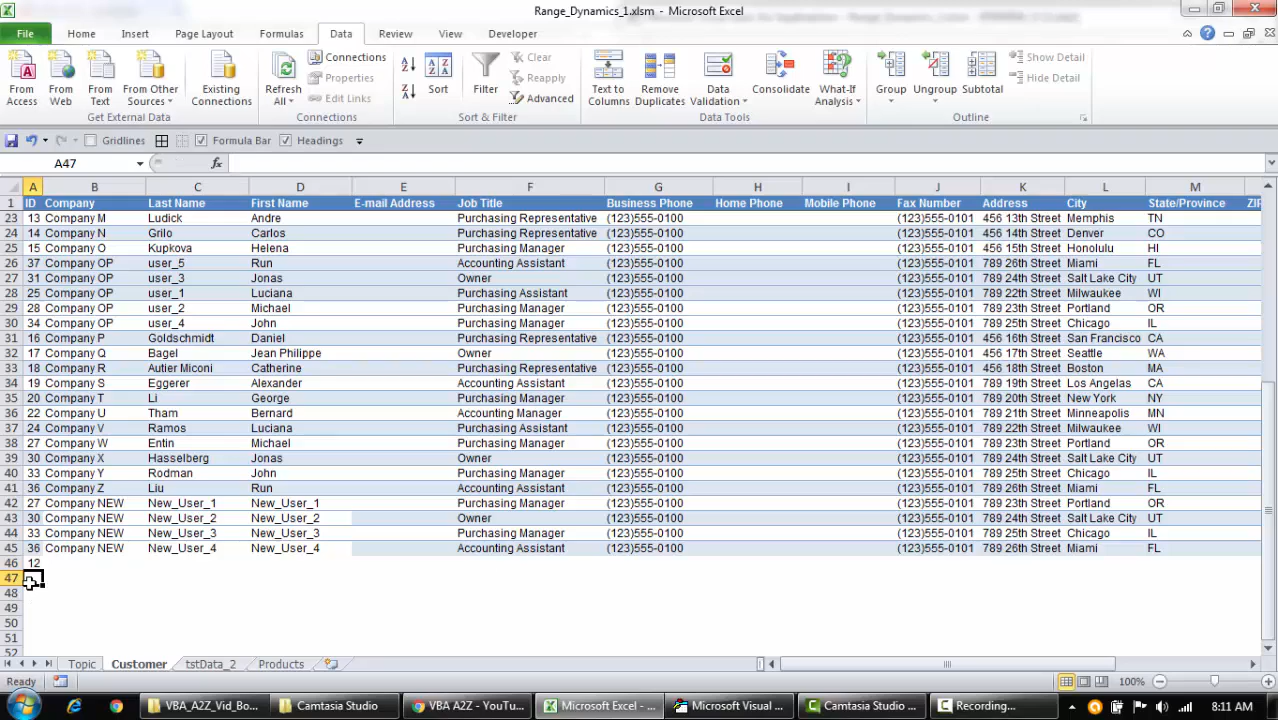 Range_Dynamics_1.xlsm - Microsoft Excel
File Home Insert Page Layout Formulas Data Review View Developer
From Access From Web From Text From Other Sources Existing Connections
Get External Data
Refresh All Connections Properties Edit Links
Connections
Sort Filter Clear Reapply Advanced
Sort & Filter
Text to Columns Remove Duplicates Data Validation Consolidate What-If Analysis
Data Tools
Group Ungroup Subtotal Show Detail Hide Detail
Outline
Gridlines Formula Bar Headings
A47 fx
A B C D E F G H I J K L M
1 ID Company Last Name First Name E-mail Address Job Title Business Phone Home Phone Mobile Phone Fax Number Address City State/Province ZIP
23 13 Company M Ludick Andre Purchasing Representative (123)555-0100 (123)555-0101 456 13th Street Memphis TN
24 14 Company N Grilo Carlos Purchasing Representative (123)555-0100 (123)555-0101 456 14th Street Denver CO
25 15 Company O Kupkova Helena Purchasing Manager (123)555-0100 (123)555-0101 456 15th Street Honolulu HI
26 37 Company OP user_5 Run Accounting Assistant (123)555-0100 (123)555-0101 789 26th Street Miami FL
27 31 Company OP user_3 Jonas Owner (123)555-0100 (123)555-0101 789 24th Street Salt Lake City UT
28 25 Company OP user_1 Luciana Purchasing Assistant (123)555-0100 (123)555-0101 789 22th Street Milwaukee WI
29 28 Company OP user_2 Michael Purchasing Manager (123)555-0100 (123)555-0101 789 23th Street Portland OR
30 34 Company OP user_4 John Purchasing Manager (123)555-0100 (123)555-0101 789 25th Street Chicago IL
31 16 Company P Goldschmidt Daniel Purchasing Representative (123)555-0100 (123)555-0101 456 16th Street San Francisco CA
32 17 Company Q Bagel Jean Philippe Owner (123)555-0100 (123)555-0101 456 17th Street Seattle WA
33 18 Company R Autier Miconi Catherine Purchasing Representative (123)555-0100 (123)555-0101 456 18th Street Boston MA
34 19 Company S Eggerer Alexander Accounting Assistant (123)555-0100 (123)555-0101 789 19th Street Los Angelas CA
35 20 Company T Li George Purchasing Manager (123)555-0100 (123)555-0101 789 20th Street New York NY
36 22 Company U Tham Bernard Accounting Manager (123)555-0100 (123)555-0101 789 21th Street Minneapolis MN
37 24 Company V Ramos Luciana Purchasing Assistant (123)555-0100 (123)555-0101 789 22th Street Milwaukee WI
38 27 Company W Entin Michael Purchasing Manager (123)555-0100 (123)555-0101 789 23th Street Portland OR
39 30 Company X Hasselberg Jonas Owner (123)555-0100 (123)555-0101 789 24th Street Salt Lake City UT
40 33 Company Y Rodman John Purchasing Manager (123)555-0100 (123)555-0101 789 25th Street Chicago IL
41 36 Company Z Liu Run Accounting Assistant (123)555-0100 (123)555-0101 789 26th Street Miami FL
42 27 Company NEW New_User_1 New_User_1 Purchasing Manager (123)555-0100 (123)555-0101 789 23th Street Portland OR
43 30 Company NEW New_User_2 New_User_2 Owner (123)555-0100 (123)555-0101 789 24th Street Salt Lake City UT
44 33 Company NEW New_User_3 New_User_3 Purchasing Manager (123)555-0100 (123)555-0101 789 25th Street Chicago IL
45 36 Company NEW New_User_4 New_User_4 Accounting Assistant (123)555-0100 (123)555-0101 789 26th Street Miami FL
46 12
47
48
49
50
51
52
Topic Customer tstData_2 Products
Ready 100%
VBA_A2Z_Vid_Bo... Camtasia Studio VBA A2Z - YouTu... Microsoft Excel - ... Microsoft Visual ... Camtasia Studio ... Recording... 8:11 AM